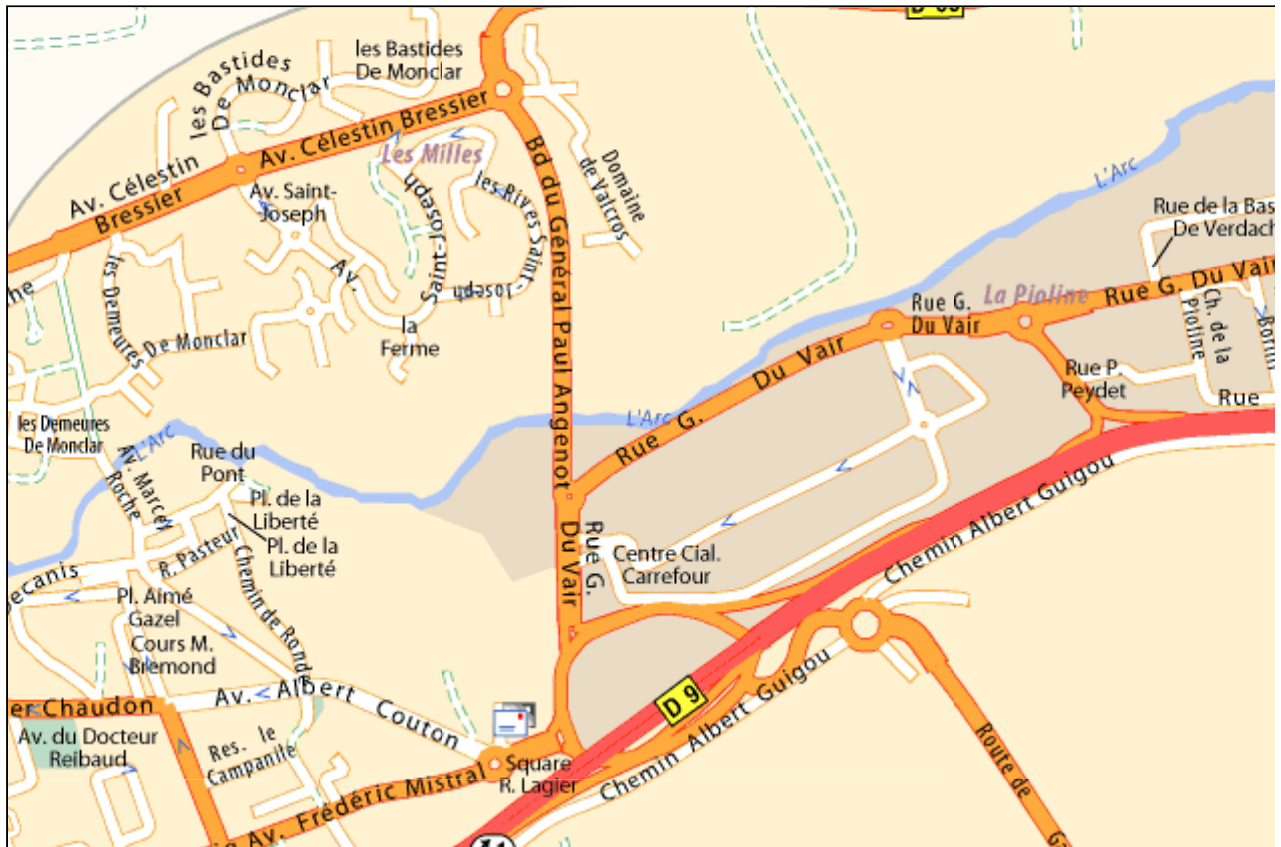 les Bastides
De Monclar
les Bastides
De Monclar
Av. Célestin Bressier
Av. Célestin
Bressier
Les Milles
Bd du Général Paul Angenot
Domaine
de Valcros
L'Arc
Rue de la Bas
De Verdach
Av. Saint-
Joseph
les Rives Saint-
Joseph
Saint-Joseph
Av.
la
Ferme
les Demeures
De Monclar
he
La Pioline
Rue G. Du Vair
Rue G.
Du Vair
Ch. de la
Pioline
Rue P.
Peydet
Rue
Rue G. Du Vair
L'Arc
les Demeures
De Monclar
L'Arc
Av. Marcel
Roche
Rue du
Pont
Pl. de la
Liberté
Pl. de la
Liberté
R. Pasteur
Chemin de Ronde
Rue G.
Du Vair
Centre Cial.
Carrefour
Chemin Albert Guigou
ecanis
Pl. Aimé
Gazel
Cours M.
Bremond
Av. Albert Couton
er Chaudon
Av. du Docteur
Reibaud
Res. le
Campanile
Square
R. Lagier
D 9
Chemin Albert Guigou
Route de
Av. Frédéric Mistral